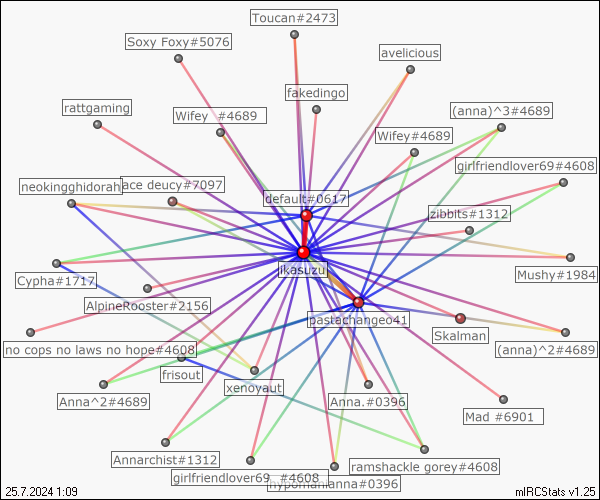 Toucan#2473
Soxy Foxy#5076
avelicious
fakedingo
rattgaming
Wifey  #4689
(anna)^3#4689
Wifey#4689
girlfriendlover69#4608
neokingghidorah
ace deucy#7097
default#0617
zibbits#1312
ikasuzu
Mushy#1984
Cypha#1717
AlpineRooster#2156
pastachangeo41
Skalman
no cops no laws no hope#4608
(anna)^2#4689
frisout
xenoyaut
Anna^2#4689
Anna.#0396
Mad #6901
Annarchist#1312
ramshackle gorey#4608
girlfriendlover69  #4608
hypomanianna#0396
25.7.2024 1:09
mIRCStats v1.25